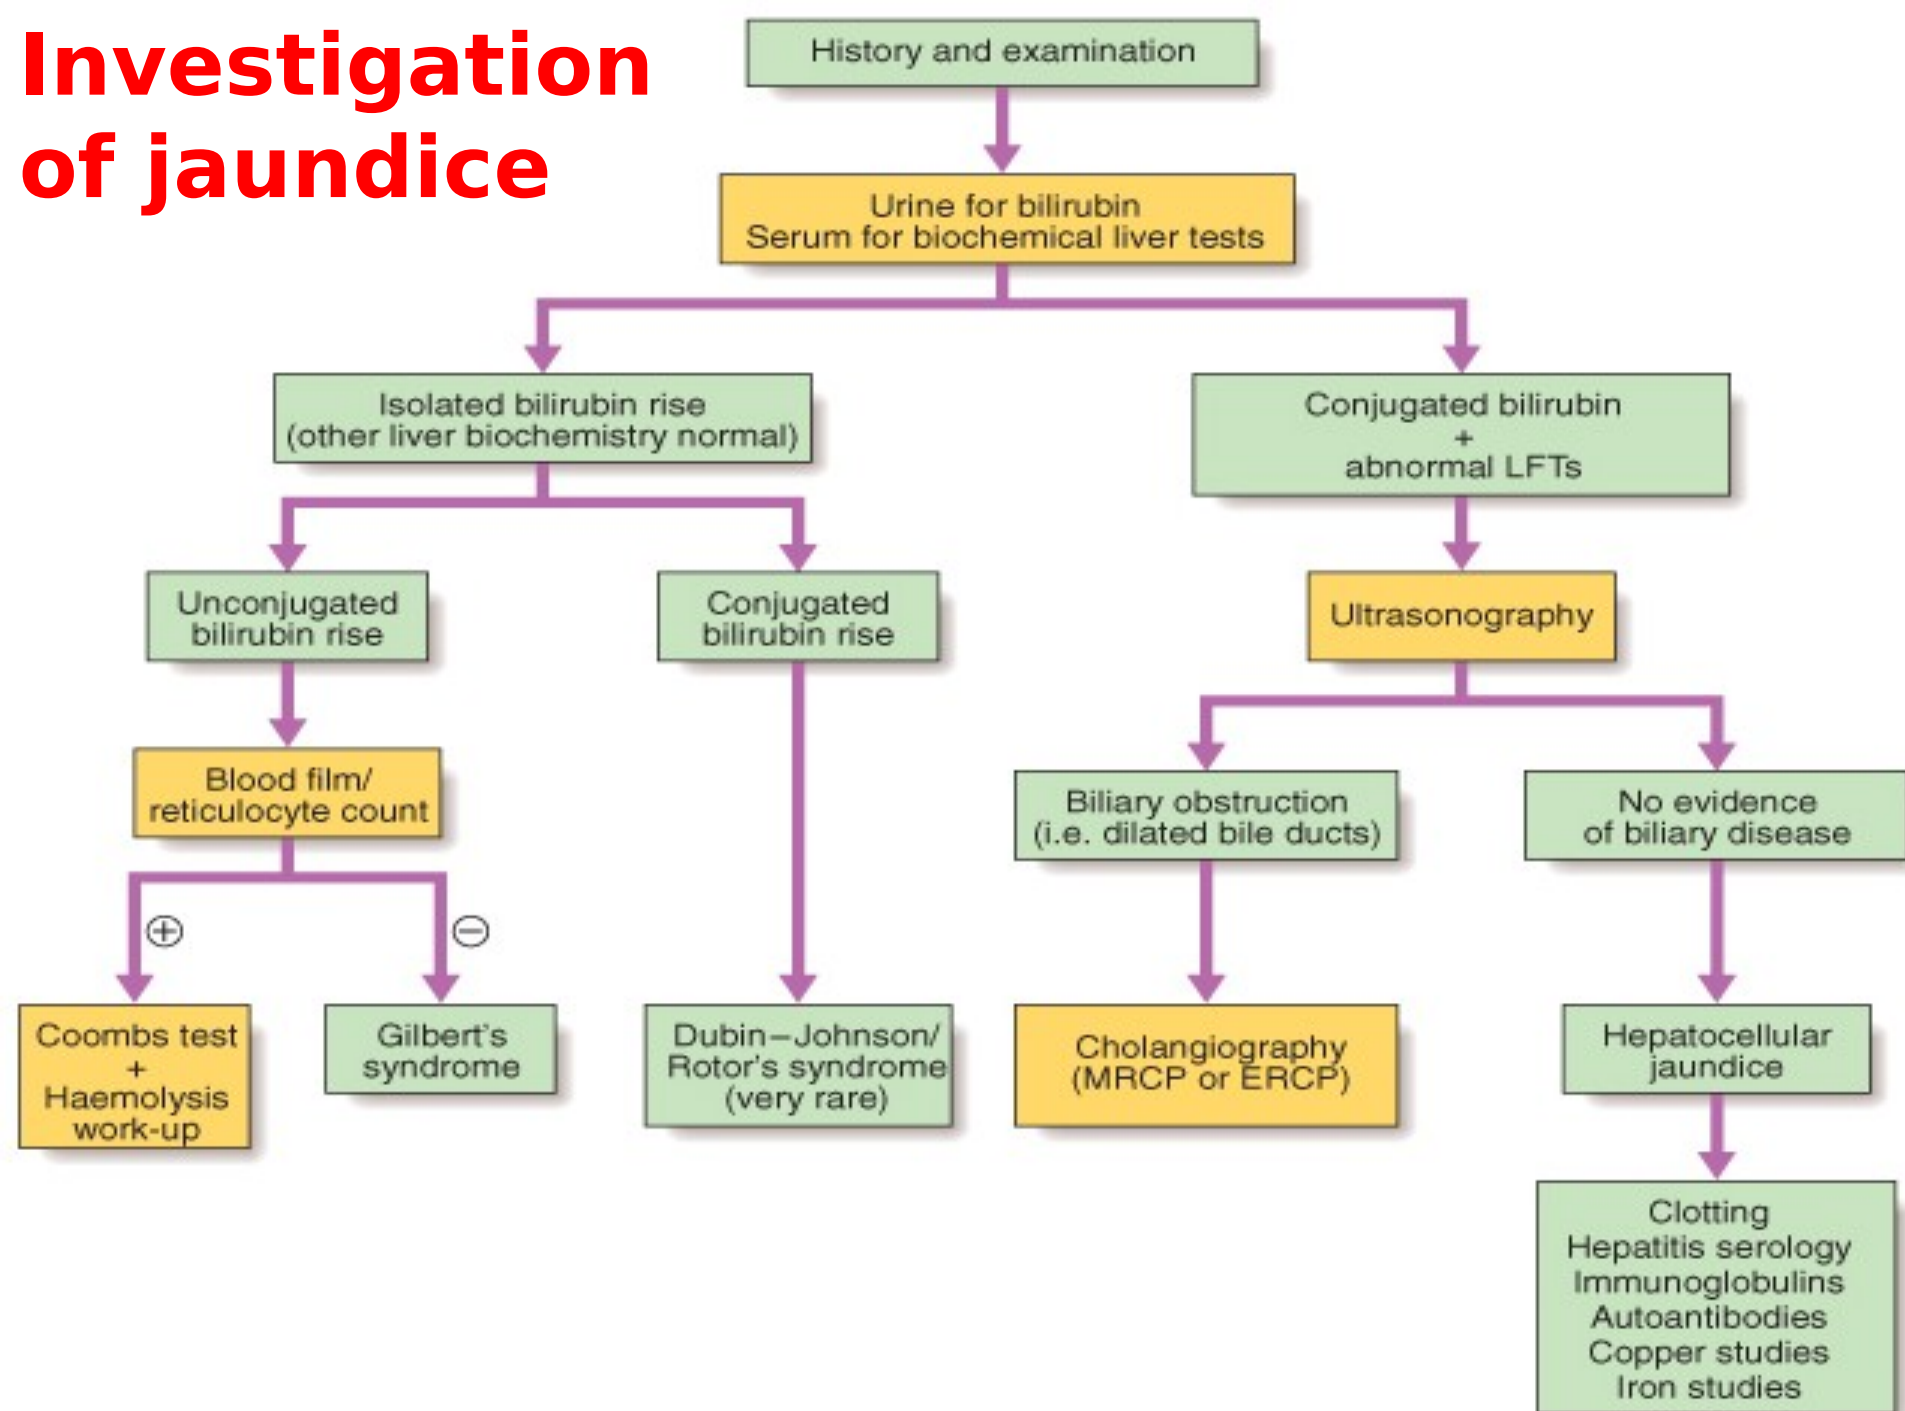 Investigation
of jaundice
History and examination
Urine for bilirubin
Serum for biochemical liver tests
Isolated bilirubin rise
(other liver biochemistry normal)
Conjugated bilirubin
+
abnormal LFTs
Unconjugated
bilirubin rise
Conjugated
bilirubin rise
Ultrasonography
Blood film/
reticulocyte count
Biliary obstruction
(i.e. dilated bile ducts)
No evidence
of biliary disease
+
−
Coombs test
+
Haemolysis
work-up
Gilbert's
syndrome
Dubin–Johnson/
Rotor's syndrome
(very rare)
Cholangiography
(MRCP or ERCP)
Hepatocellular
jaundice
Clotting
Hepatitis serology
Immunoglobulins
Autoantibodies
Copper studies
Iron studies